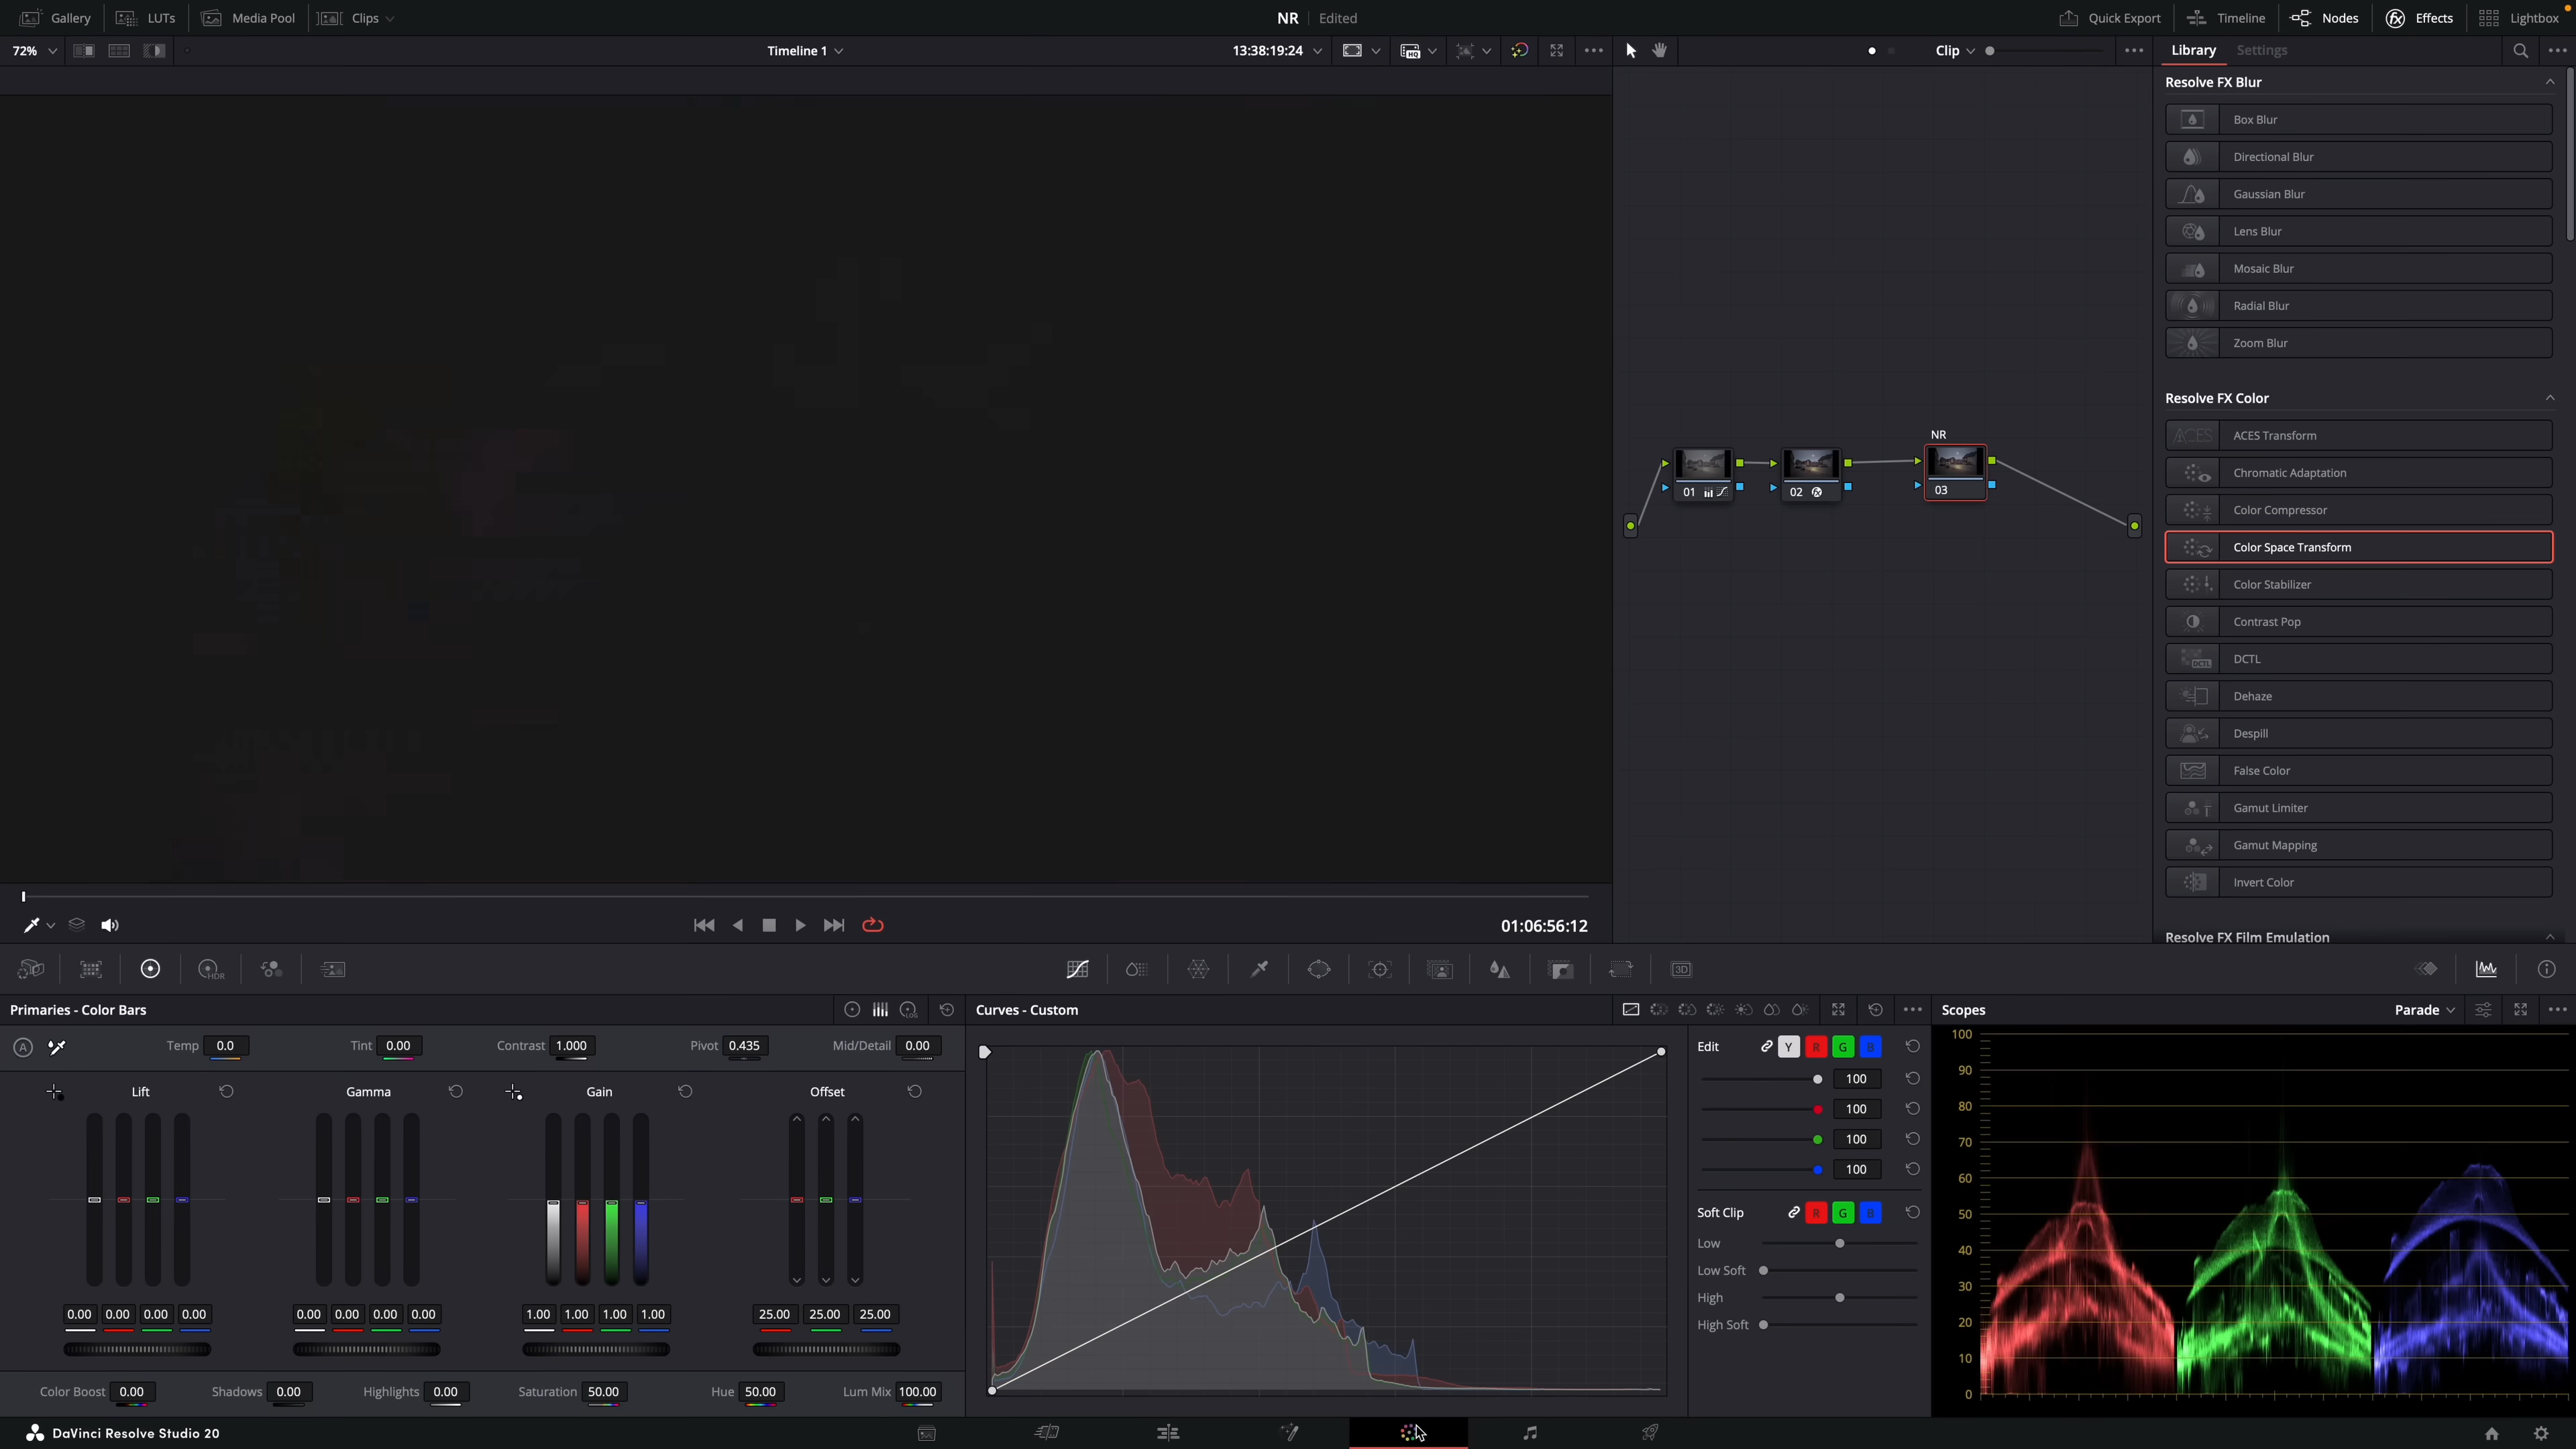 Gallery LUTs Media Pool Clips NR Edited Quick Export Timeline Nodes Effects Lightbox
72% Timeline 1 13:38:19:24 HQ Clip Library Settings
Resolve FX Blur
Box Blur
Directional Blur
Gaussian Blur
Lens Blur
Mosaic Blur
Radial Blur
Zoom Blur
Resolve FX Color
ACES ACES Transform
NR
Chromatic Adaptation
01 02 03
Color Compressor
Color Space Transform
Color Stabilizer
Contrast Pop
DCTL DCTL
Dehaze
Despill
False Color
Gamut Limiter
Gamut Mapping
Invert Color
01:06:56:12
Resolve FX Film Emulation
HDR 3D
Primaries - Color Bars LOG Curves - Custom Scopes Parade
A Temp 0.0 Tint 0.00 Contrast 1.000 Pivot 0.435 Mid/Detail 0.00 Edit Y R G B
Lift Gamma Gain Offset
100
100
100
100
Soft Clip R G B
Low
Low Soft
High
High Soft
100
90
80
70
60
50
40
30
20
10
0
0.00 0.00 0.00 0.00 0.00 0.00 0.00 0.00 1.00 1.00 1.00 1.00 25.00 25.00 25.00
Color Boost 0.00 Shadows 0.00 Highlights 0.00 Saturation 50.00 Hue 50.00 Lum Mix 100.00
DaVinci Resolve Studio 20